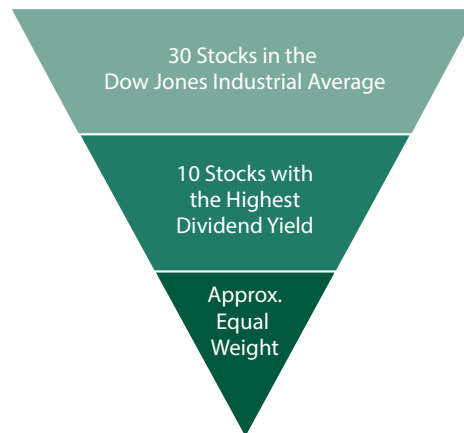 30 Stocks in the
Dow Jones Industrial Average
10 Stocks with
the Highest
Dividend Yield
Approx.
Equal
Weight